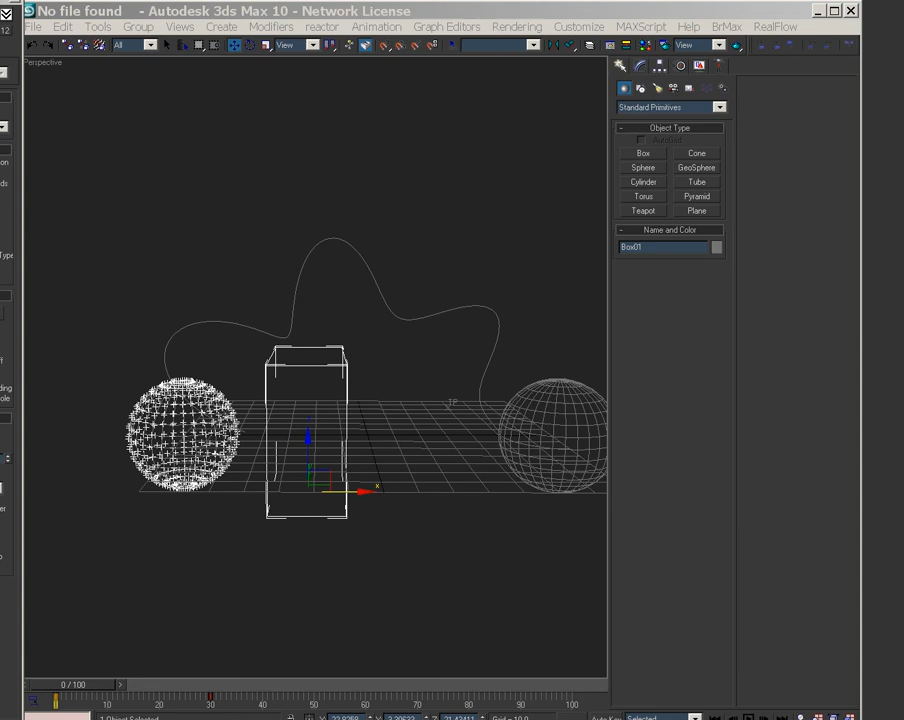 No file found - Autodesk 3ds Max 10 - Network License
File Edit Tools Group Views Create Modifiers reactor Animation Graph Editors Rendering Customize MAXScript Help BrMax RealFlow
12
All View View
Perspective
Standard Primitives
- Object Type
AutoGrid
Box Cone
Sphere GeoSphere
Cylinder Tube
Torus Pyramid
Teapot Plane
- Name and Color
Box01
TP
x
0 / 100 >
10 20 30 40 50 60 70 80 90 100
1 Object Selected X Y Z Grid = 10.0 Auto Key Selected